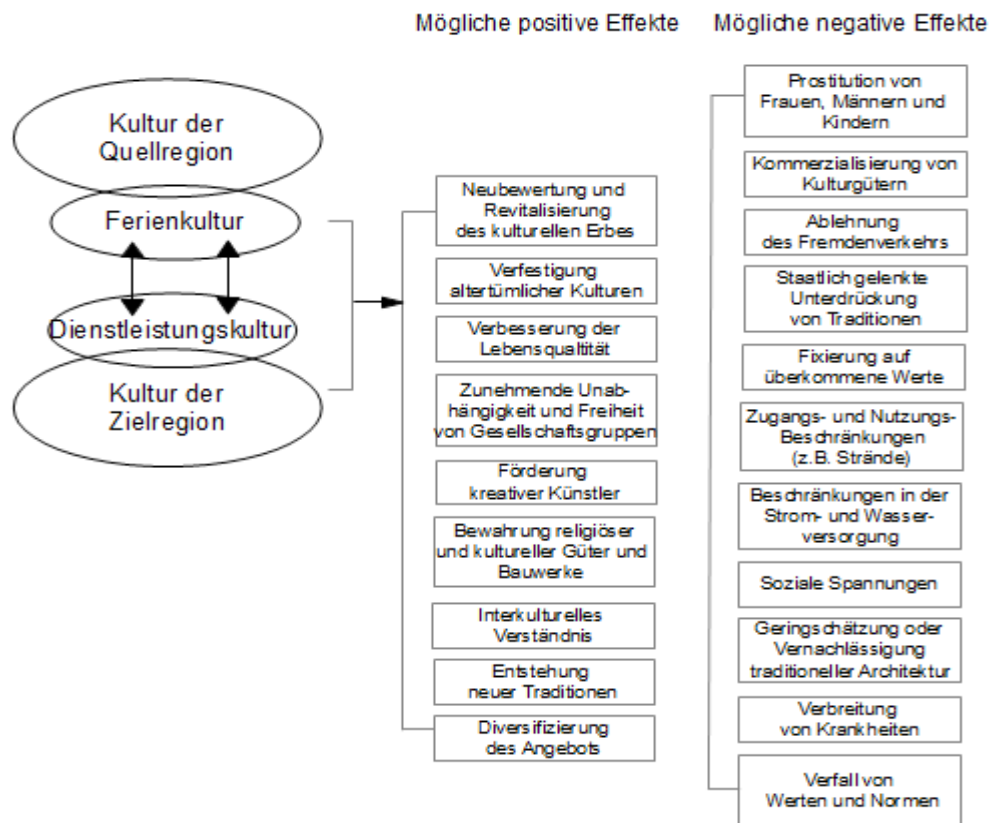 Mögliche positive Effekte
Mögliche negative Effekte
Kultur der
Quellregion
Ferienkultur
Dienstleistungskultur
Kultur der
Zielregion
Neubewertung und
Revitalisierung
des kulturellen Erbes
Verfestigung
altertümlicher Kulturen
Verbesserung der
Lebensqualtität
Zunehmende Unab-
hängigkeit und Freiheit
von Gesellschaftsgruppen
Förderung
kreativer Künstler
Bewahrung religiöser
und kultureller Güter und
Bauwerke
Interkulturelles
Verständnis
Entstehung
neuer Traditionen
Diversifizierung
des Angebots
Prostitution von
Frauen, Männern und
Kindern
Kommerzialisierung von
Kulturgütern
Ablehnung
des Fremdenverkehrs
Staatlich gelenkte
Unterdrückung
von Traditionen
Fixierung auf
überkommene Werte
Zugangs- und Nutzungs-
Beschränkungen
(z.B. Strände)
Beschränkungen in der
Strom- und Wasser-
versorgung
Soziale Spannungen
Geringschätzung oder
Vernachlässigung
traditioneller Architektur
Verbreitung
von Krankheiten
Verfall von
Werten und Normen